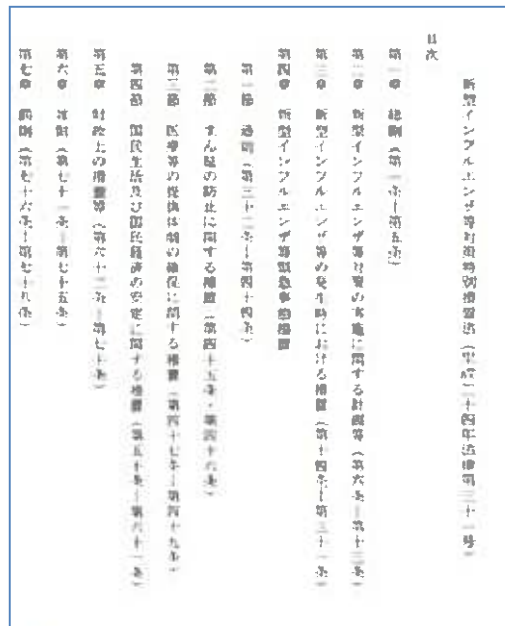 新型インフルエンザ等対策特別措置法（平成二十四年法律第三十一号）
目次
第一章　総則（第一条―第五条）
第二章　新型インフルエンザ等対策の実施に関する計画等（第六条―第十三条）
第三章　新型インフルエンザ等の発生時における措置（第十四条―第三十一条）
第四章　新型インフルエンザ等緊急事態措置
第一節　通則（第三十二条―第四十四条）
第二節　まん延の防止に関する措置（第四十五条・第四十六条）
第三節　医療等の提供体制の確保に関する措置（第四十七条―第四十九条）
第四節　国民生活及び国民経済の安定に関する措置（第五十条―第六十一条）
第五章　財政上の措置等（第六十二条―第七十条）
第六章　雑則（第七十一条―第七十五条）
第七章　罰則（第七十六条―第七十九条）